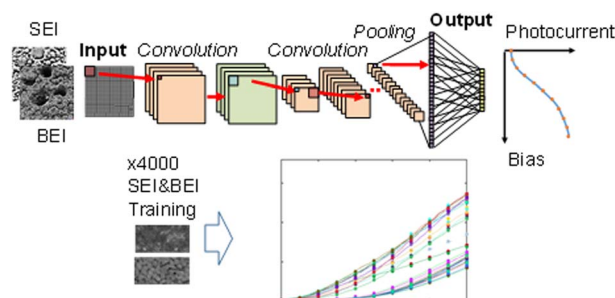 SEI
BEI
Input
Convolution
Convolution
Pooling
Output
Photocurrent
Bias
x4000
SEI&BEI
Training